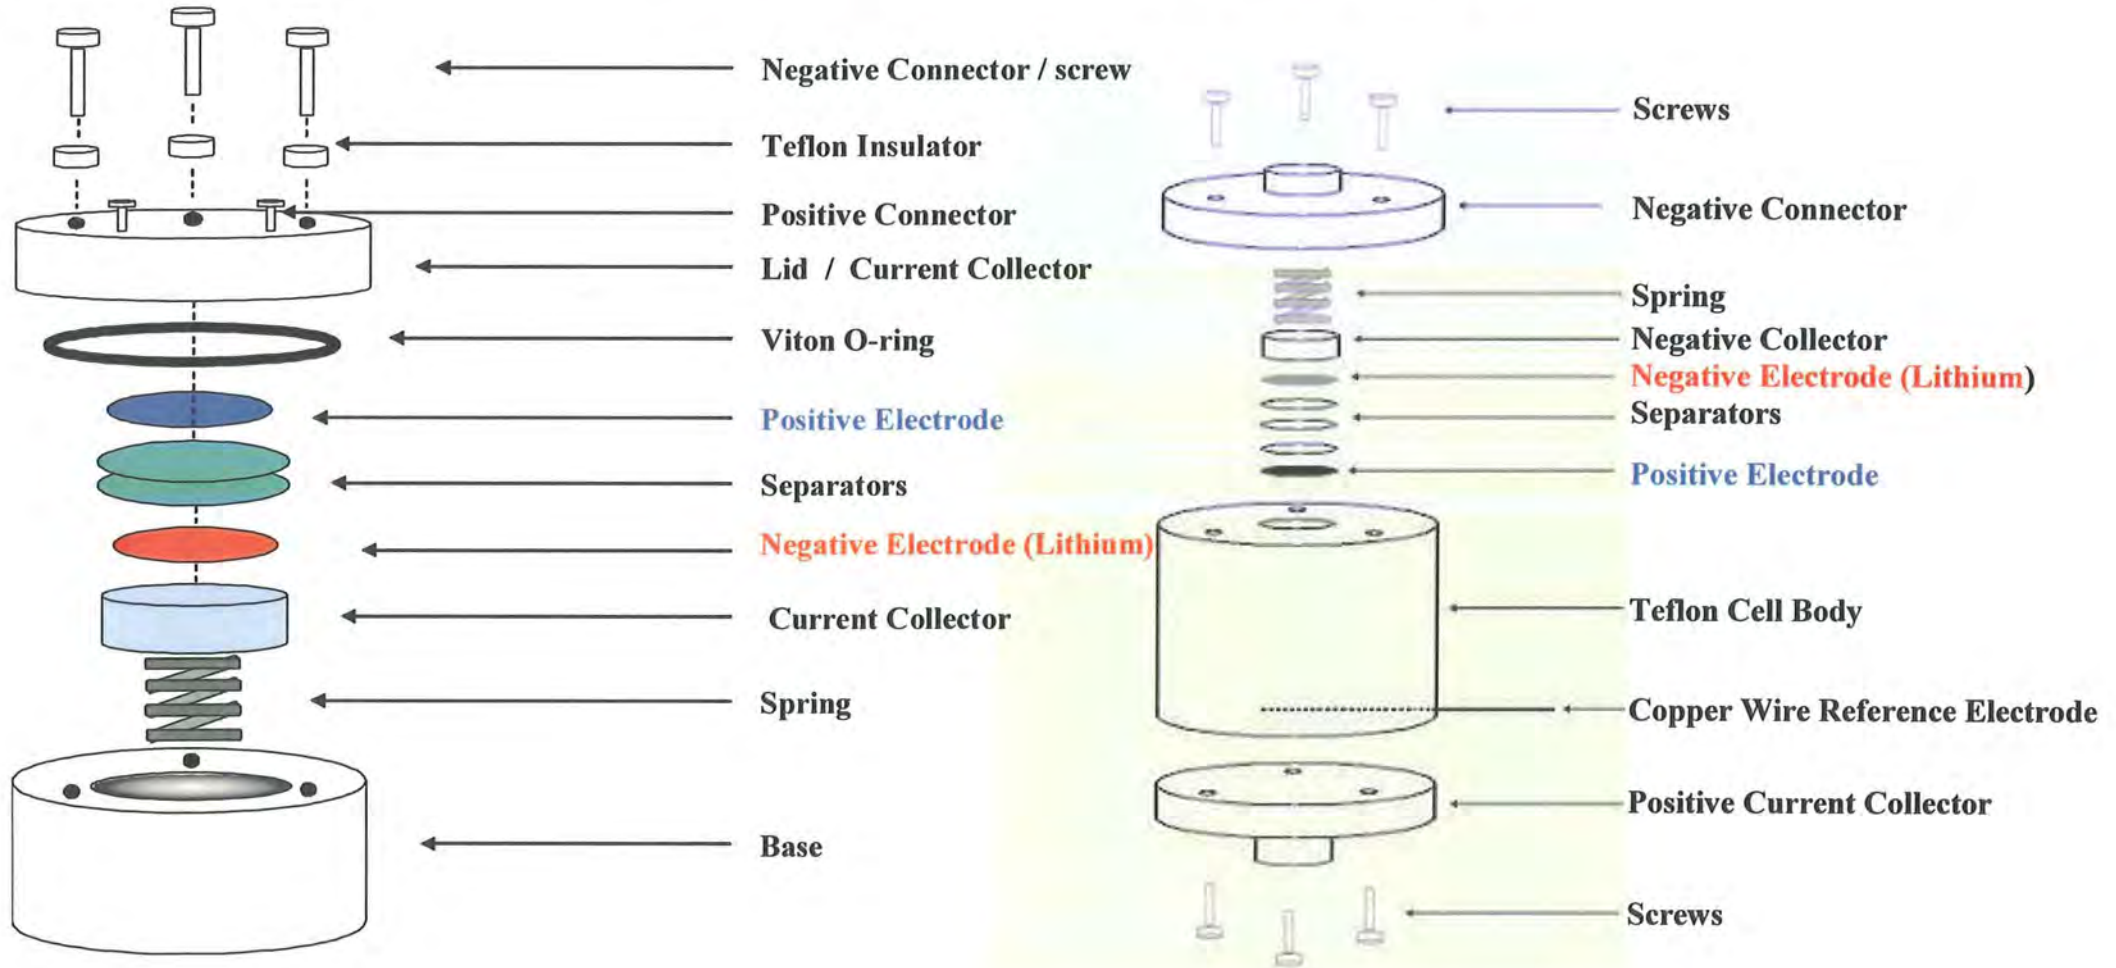 Negative Connector / screw
Teflon Insulator
Positive Connector
Lid / Current Collector
Viton O-ring
Positive Electrode
Separators
Negative Electrode (Lithium)
Current Collector
Spring
Base
Screws
Negative Connector
Spring
Negative Collector
Negative Electrode (Lithium)
Separators
Positive Electrode
Teflon Cell Body
Copper Wire Reference Electrode
Positive Current Collector
Screws